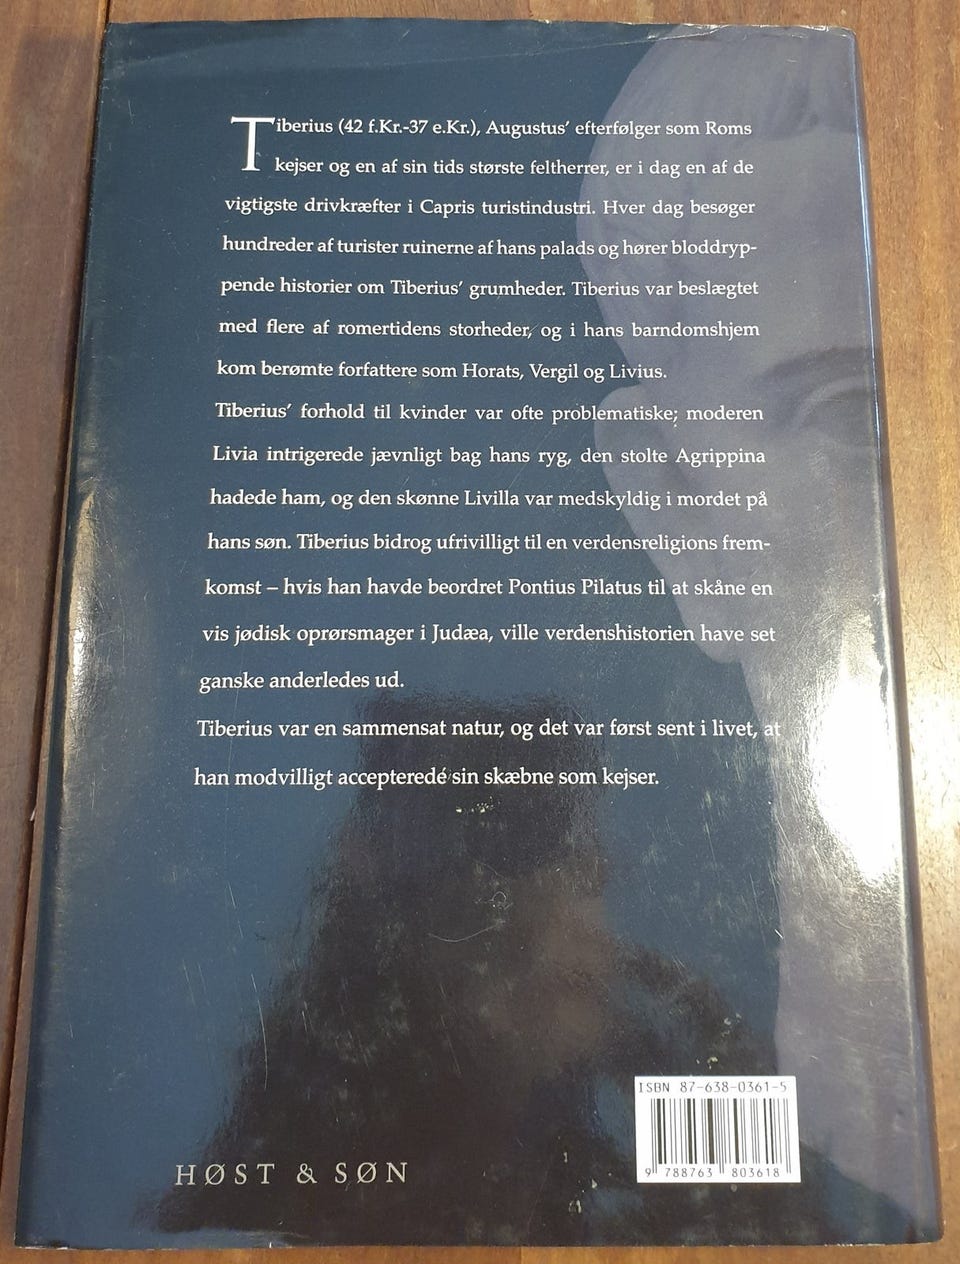 Tiberius (42 f.Kr.-37 e.Kr.), Augustus' efterfølger som Roms
kejser og en af sin tids største feltherrer, er i dag en af de
vigtigste drivkræfter i Capris turistindustri. Hver dag besøger
hundreder af turister ruinerne af hans palads og hører bloddryp-
pende historier om Tiberius' grumheder. Tiberius var beslægtet
med flere af romertidens storheder, og i hans barndomshjem
kom berømte forfattere som Horats, Vergil og Livius.
Tiberius' forhold til kvinder var ofte problematiske; moderen
Livia intrigerede jævnligt bag hans ryg, den stolte Agrippina
hadede ham, og den skønne Livilla var medskyldig i mordet på
hans søn. Tiberius bidrog ufrivilligt til en verdensreligions frem-
komst – hvis han havde beordret Pontius Pilatus til at skåne en
vis jødisk oprørsmager i Judæa, ville verdenshistorien have set
ganske anderledes ud.
Tiberius var en sammensat natur, og det var først sent i livet, at
han modvilligt accepterede sin skæbne som kejser.
ISBN 87-638-0361-5
9 788763 803618
HØST & SØN